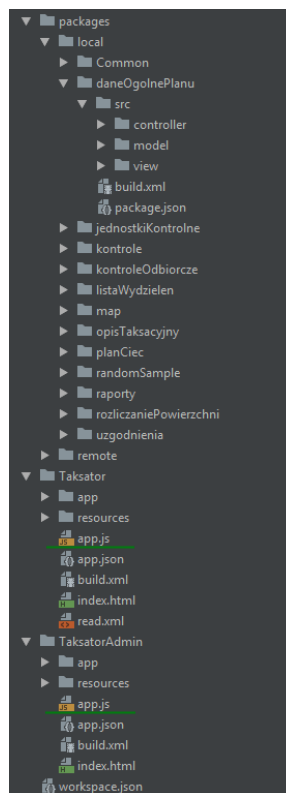 packages
local
Common
daneOgolnePlanu
src
controller
model
view
build.xml
package.json
jednostkiKontrolne
kontrole
kontroleOdbiorcze
listaWydzielen
map
opisTaksacyjny
planCiec
randomSample
raporty
rozliczaniePowierzchni
uzgodnienia
remote
Taksator
app
resources
app.js
app.json
build.xml
index.html
read.xml
TaksatorAdmin
app
resources
app.js
app.json
build.xml
index.html
workspace.json